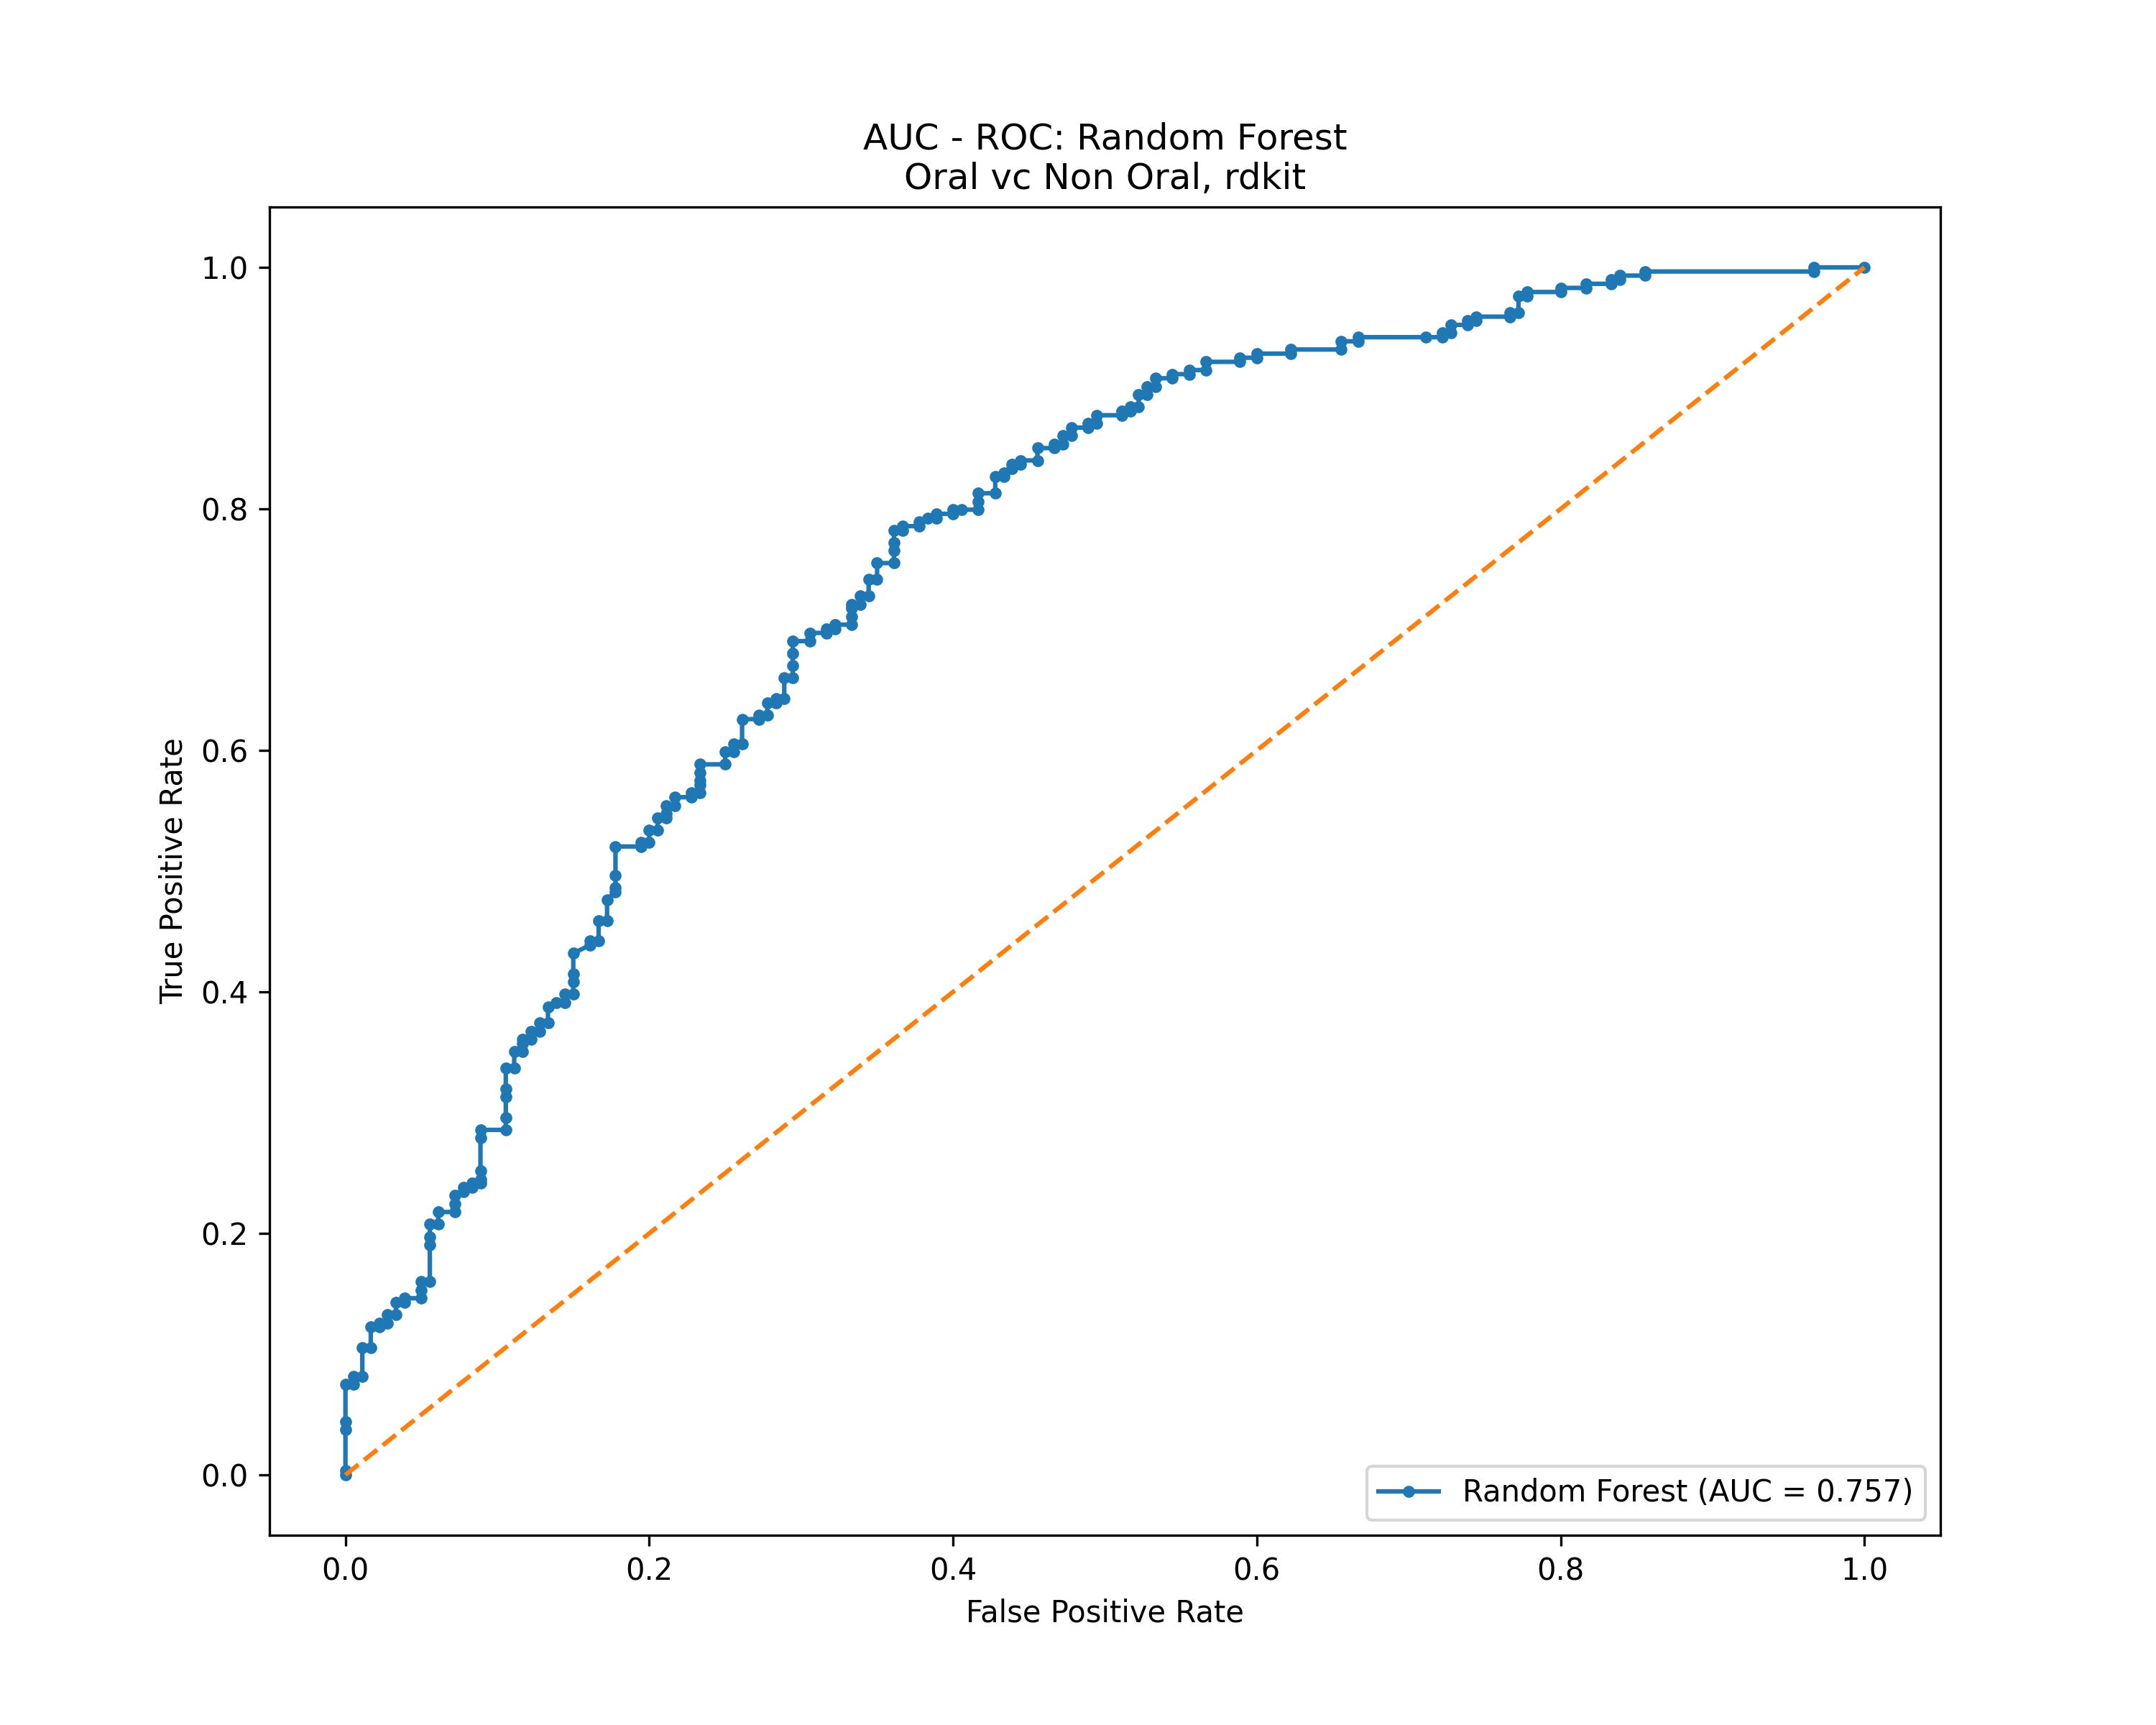 AUC - ROC: Random Forest
Oral vc Non Oral, rdkit
True Positive Rate
1.0
0.8
0.6
0.4
0.2
0.0
Random Forest (AUC = 0.757)
0.0 0.2 0.4 0.6 0.8 1.0
False Positive Rate